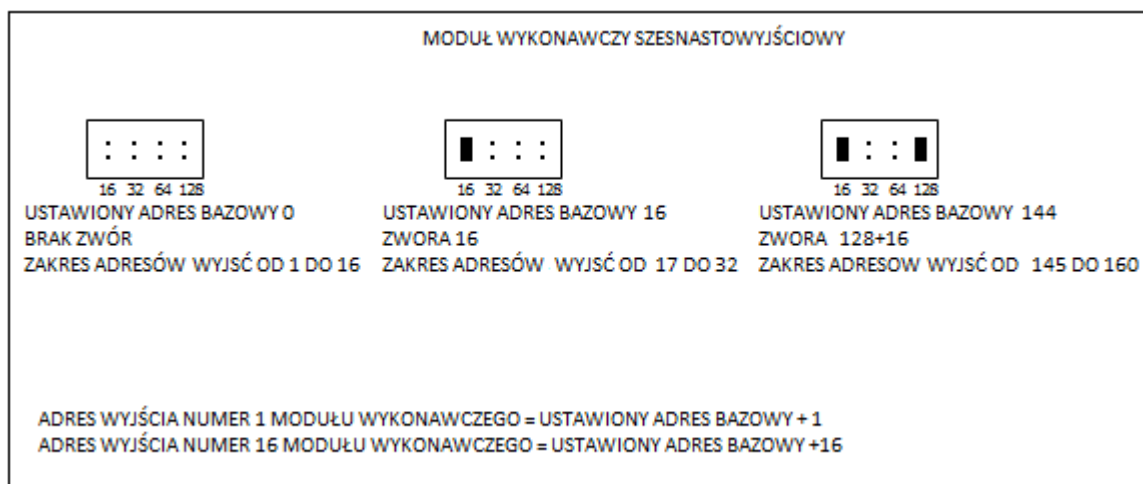 MODUŁ WYKONAWCZY SZESNASTOWYJŚCIOWY
16 32 64 128
USTAWIONY ADRES BAZOWY 0
BRAK ZWÓR
ZAKRES ADRESÓW WYJSĆ OD 1 DO 16
16 32 64 128
USTAWIONY ADRES BAZOWY 16
ZWORA 16
ZAKRES ADRESÓW WYJSĆ OD 17 DO 32
16 32 64 128
USTAWIONY ADRES BAZOWY 144
ZWORA 128+16
ZAKRES ADRESOW WYJSĆ OD 145 DO 160
ADRES WYJŚCIA NUMER 1 MODUŁU WYKONAWCZEGO = USTAWIONY ADRES BAZOWY + 1
ADRES WYJŚCIA NUMER 16 MODUŁU WYKONAWCZEGO = USTAWIONY ADRES BAZOWY +16